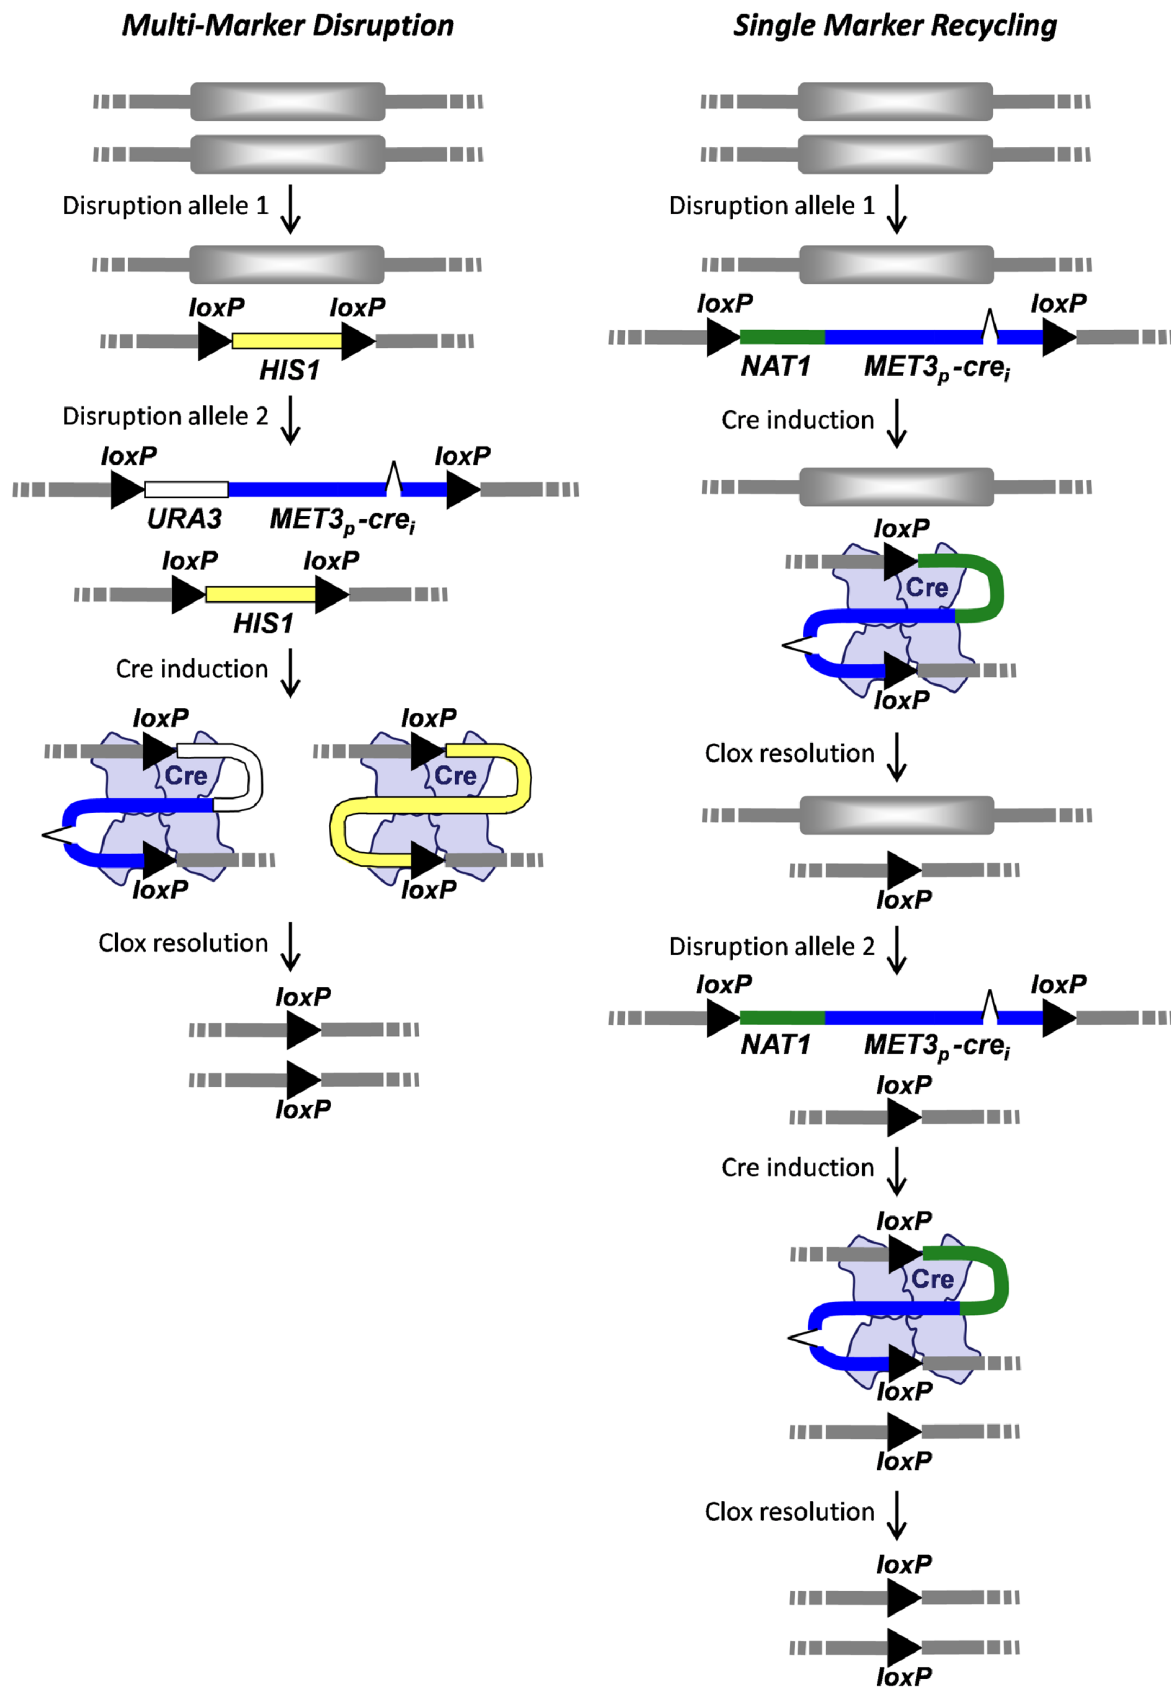 Multi-Marker Disruption
Disruption allele 1
loxP loxP
HIS1
Disruption allele 2
loxP loxP
URA3 MET3p-crei
loxP loxP
HIS1
Cre induction
loxP loxP
Cre Cre
loxP loxP
Clox resolution
loxP
loxP
Single Marker Recycling
Disruption allele 1
loxP loxP
NAT1 MET3p-crei
Cre induction
loxP
Cre
loxP
Clox resolution
loxP
Disruption allele 2
loxP loxP
NAT1 MET3p-crei
loxP
Cre induction
loxP
Cre
loxP
loxP
Clox resolution
loxP
loxP